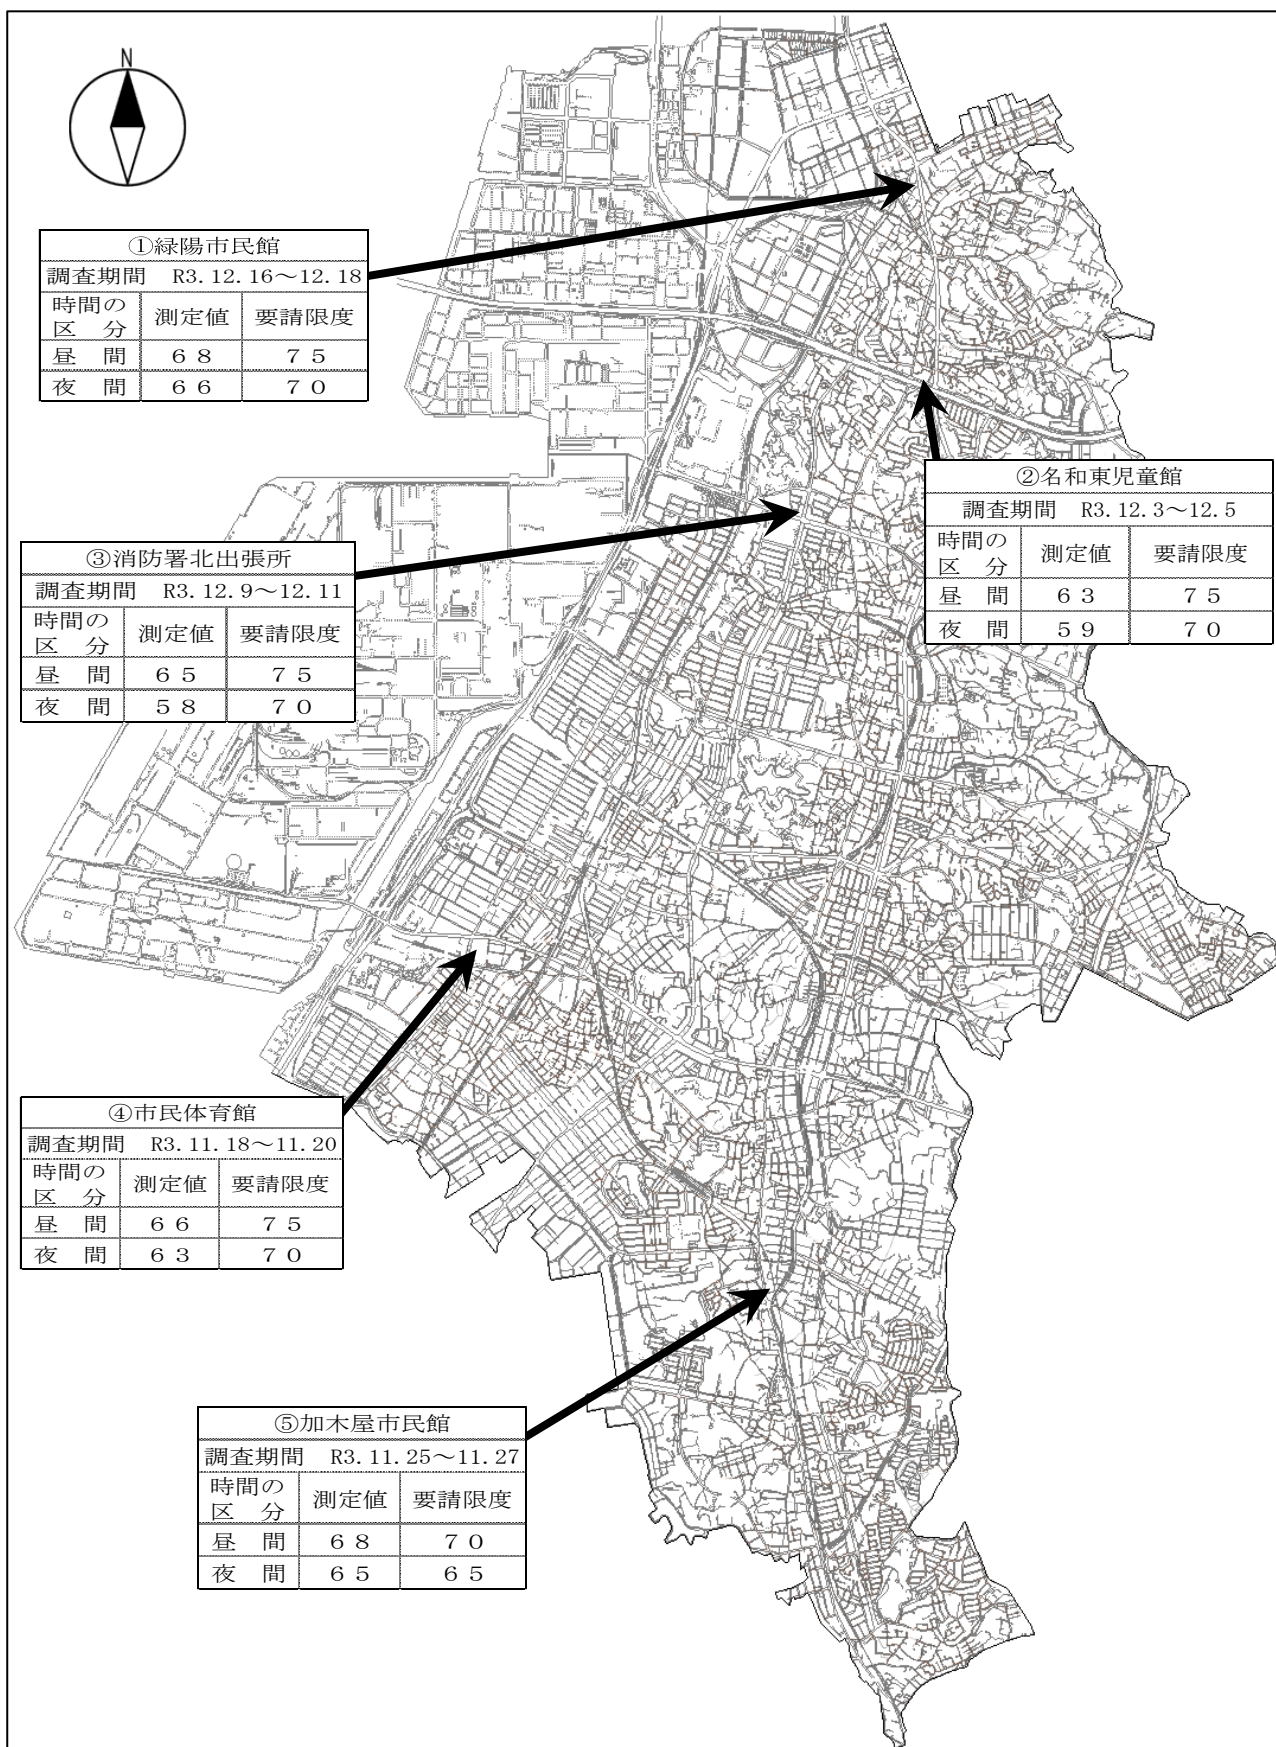 N
①緑陽市民館
調査期間 R3.12.16～12.18
時間の区 分 測定値 要請限度
昼 間 68 75
夜 間 66 70
②名和東児童館
調査期間 R3.12.3～12.5
時間の区 分 測定値 要請限度
昼 間 63 75
夜 間 59 70
③消防署北出張所
調査期間 R3.12.9～12.11
時間の区 分 測定値 要請限度
昼 間 65 75
夜 間 58 70
④市民体育館
調査期間 R3.11.18～11.20
時間の区 分 測定値 要請限度
昼 間 66 75
夜 間 63 70
⑤加木屋市民館
調査期間 R3.11.25～11.27
時間の区 分 測定値 要請限度
昼 間 68 70
夜 間 65 65